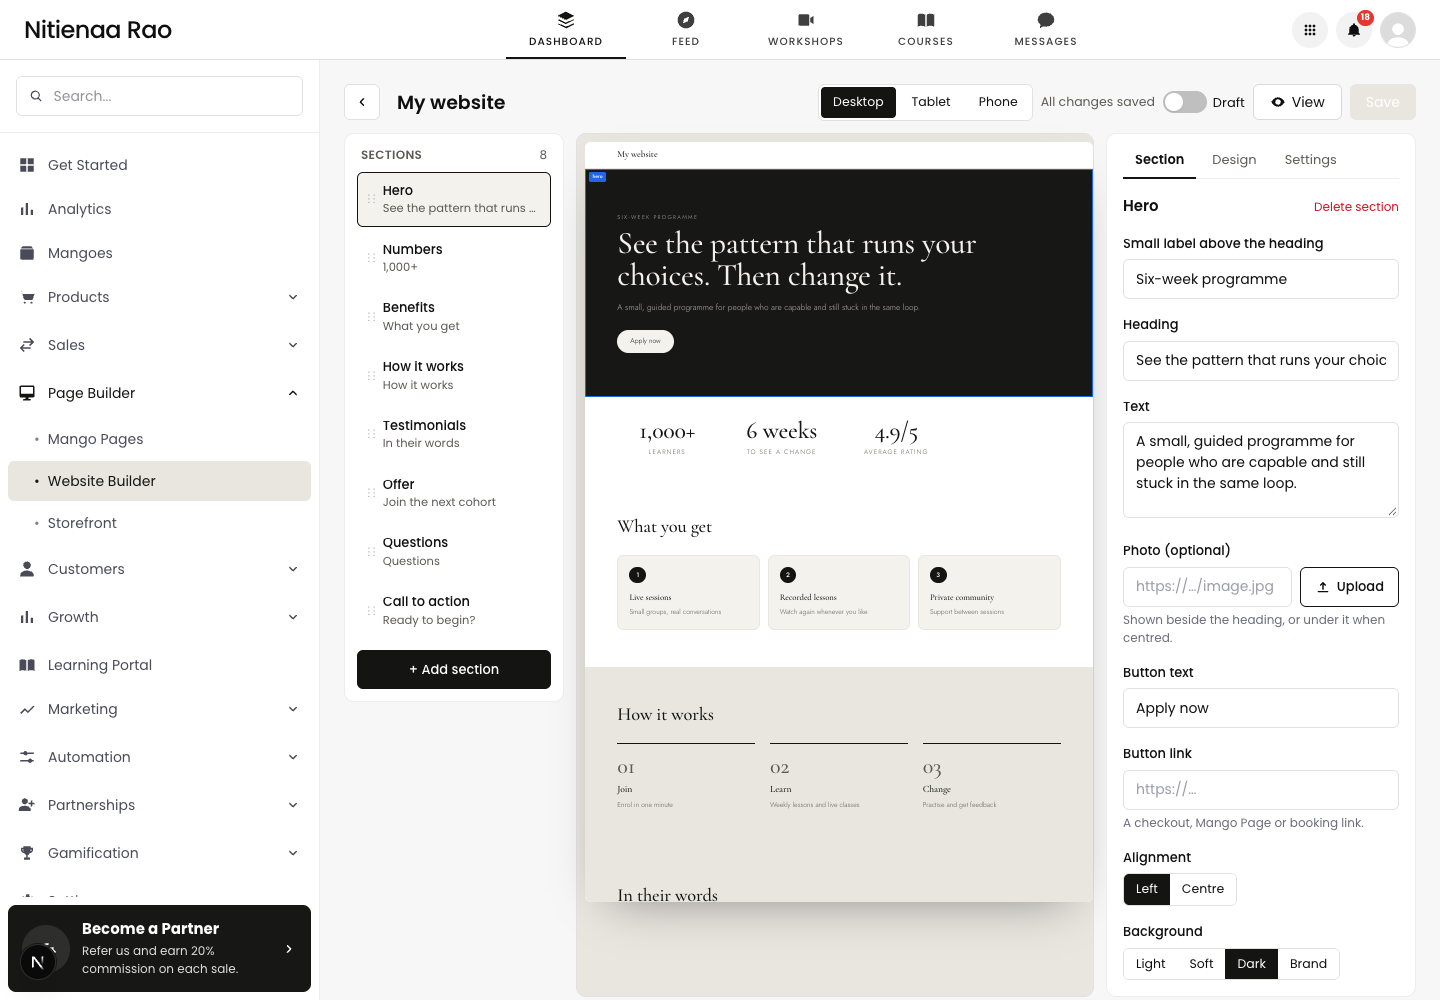 Nitienaa Rao
DASHBOARD
FEED
WORKSHOPS
COURSES
MESSAGES
18
Search...
Get Started
Analytics
Mangoes
Products
Sales
Page Builder
Mango Pages
Website Builder
Storefront
Customers
Growth
Learning Portal
Marketing
Automation
Partnerships
Gamification
Become a Partner
Refer us and earn 20%
commission on each sale.
N
My website
Desktop
Tablet
Phone
All changes saved
Draft
View
Save
SECTIONS
8
Hero
See the pattern that runs ...
Numbers
1,000+
Benefits
What you get
How it works
How it works
Testimonials
In their words
Offer
Join the next cohort
Questions
Questions
Call to action
Ready to begin?
+ Add section
My website
hero
SIX-WEEK PROGRAMME
See the pattern that runs your
choices. Then change it.
A small, guided programme for people who are capable and still stuck in the same loop.
Apply now
1,000+
LEARNERS
6 weeks
TO SEE A CHANGE
4.9/5
AVERAGE RATING
What you get
1
Live sessions
Small groups, real conversations
2
Recorded lessons
Watch again whenever you like
3
Private community
Support between sessions
How it works
01
Join
Enrol in one minute
02
Learn
Weekly lessons and live classes
03
Change
Practise and get feedback
In their words
Section
Design
Settings
Hero
Delete section
Small label above the heading
Six-week programme
Heading
See the pattern that runs your choic
Text
A small, guided programme for
people who are capable and still
stuck in the same loop.
Photo (optional)
https://.../image.jpg
Upload
Shown beside the heading, or under it when
centred.
Button text
Apply now
Button link
https://...
A checkout, Mango Page or booking link.
Alignment
Left
Centre
Background
Light
Soft
Dark
Brand